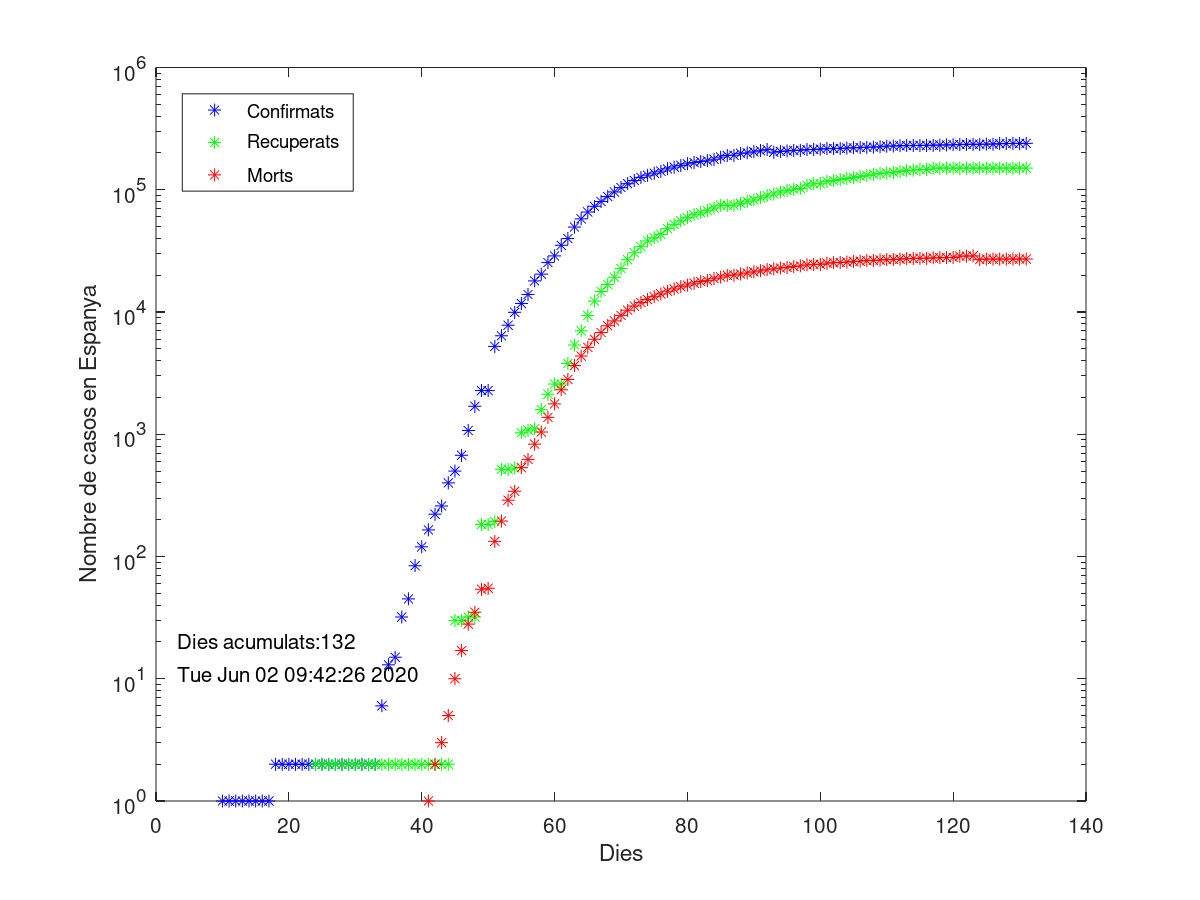 10^6
10^5
10^4
10^3
10^2
10^1
10^0
Nombre de casos en Espanya
Confirmats
Recuperats
Morts
Dies acumulats:132
Tue Jun 02 09:42:26 2020
0 20 40 60 80 100 120 140
Dies